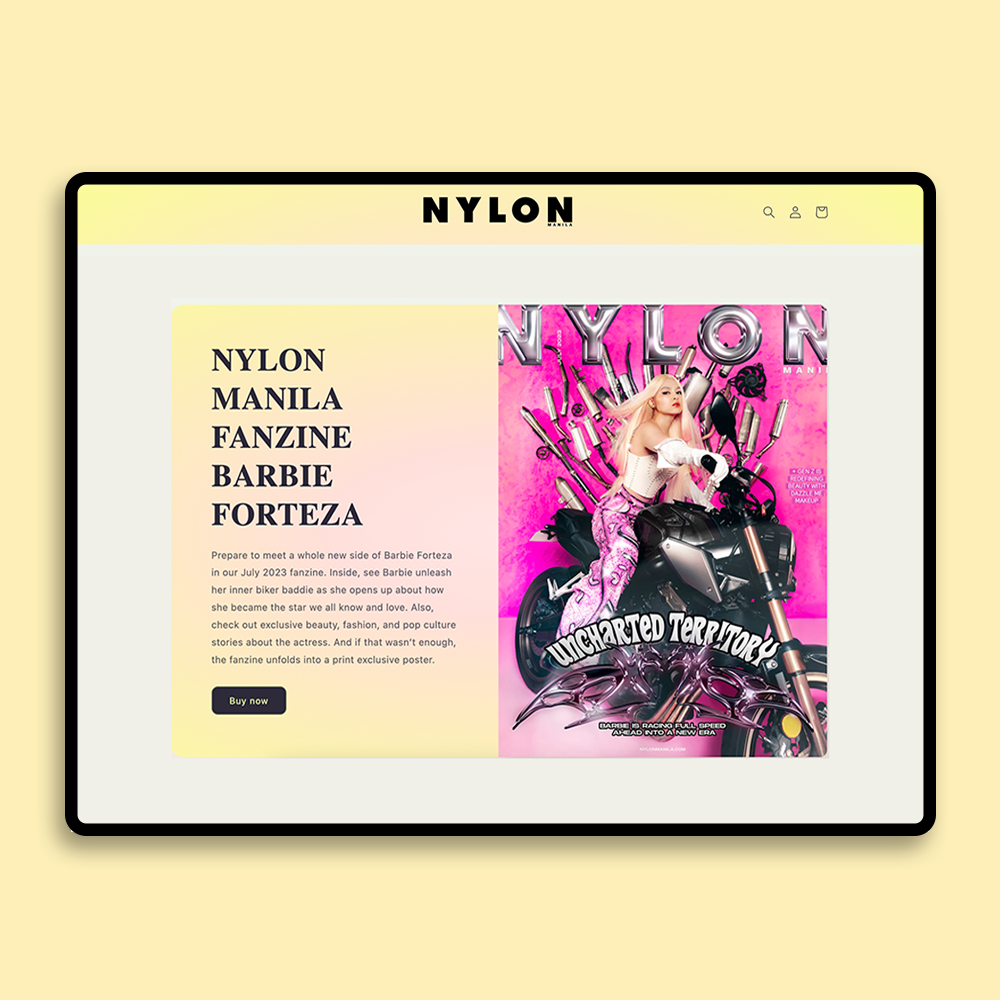 NYLON
MANILA
NYLON
MANILA
FANZINE
BARBIE
FORTEZA
Prepare to meet a whole new side of Barbie Forteza
in our July 2023 fanzine. Inside, see Barbie unleash
her inner biker baddie as she opens up about how
she became the star we all know and love. Also,
check out exclusive beauty, fashion, and pop culture
stories about the actress. And if that wasn’t enough,
the fanzine unfolds into a print exclusive poster.
Buy now
NYLON
MANI
+ GEN Z IS
REDEFINING
BEAUTY WITH
DAZZLE ME
MAKEUP
UNCHARTED TERRITORY
BARBIE IS RACING FULL SPEED
AHEAD INTO A NEW ERA
NYLONMANILA.COM